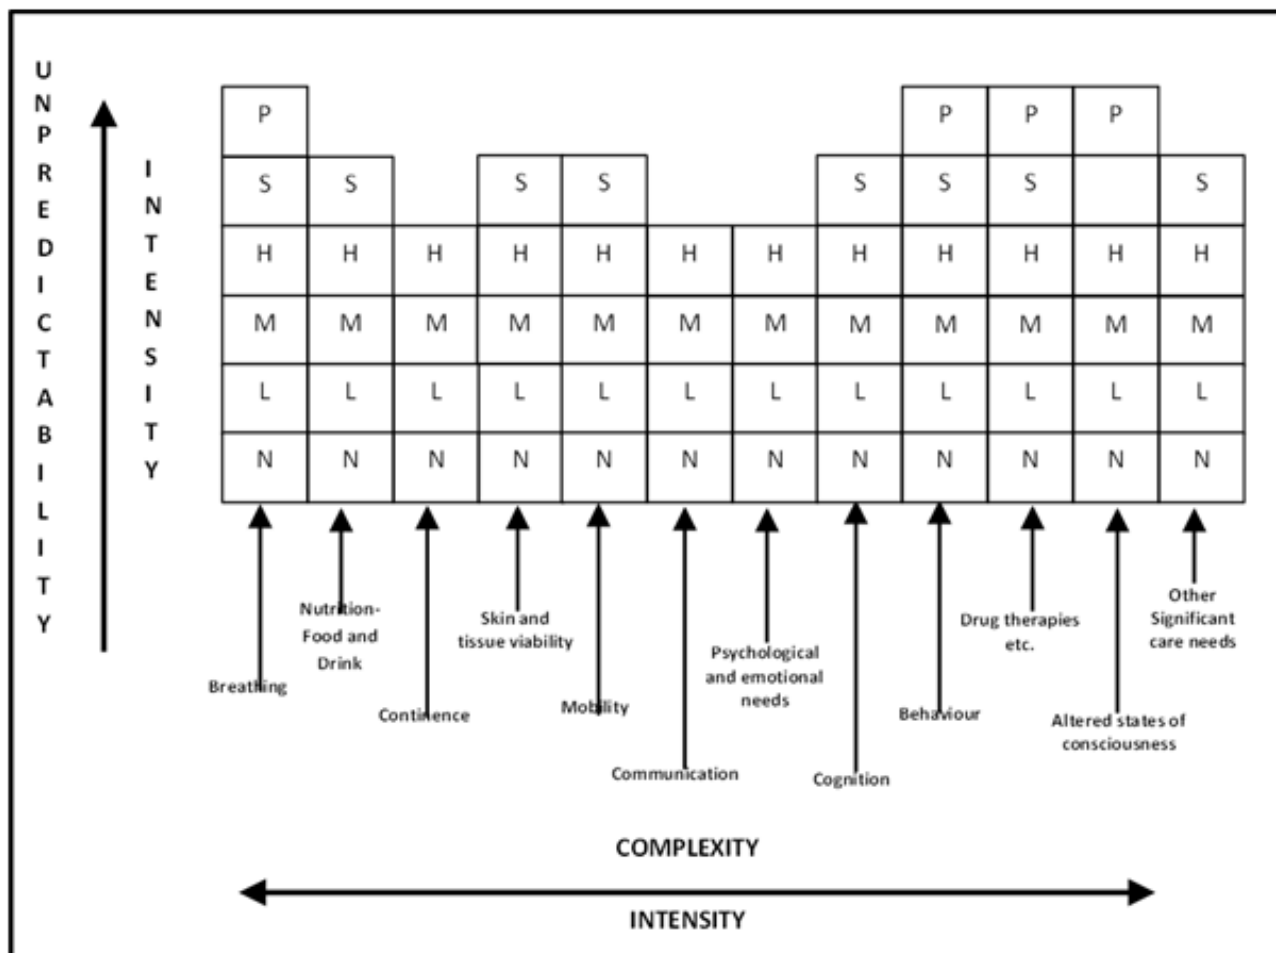 UNPREDICTABILITY
INTENSITY
P P P P
S S S S S S S S
H H H H H H H H H H H H
M M M M M M M M M M M M
L L L L L L L L L L L L
N N N N N N N N N N N N
Breathing
Nutrition-
Food and
Drink
Continence
Skin and
tissue viability
Mobility
Communication
Psychological
and emotional
needs
Cognition
Behaviour
Drug therapies
etc.
Altered states of
consciousness
Other
Significant
care needs
COMPLEXITY
INTENSITY